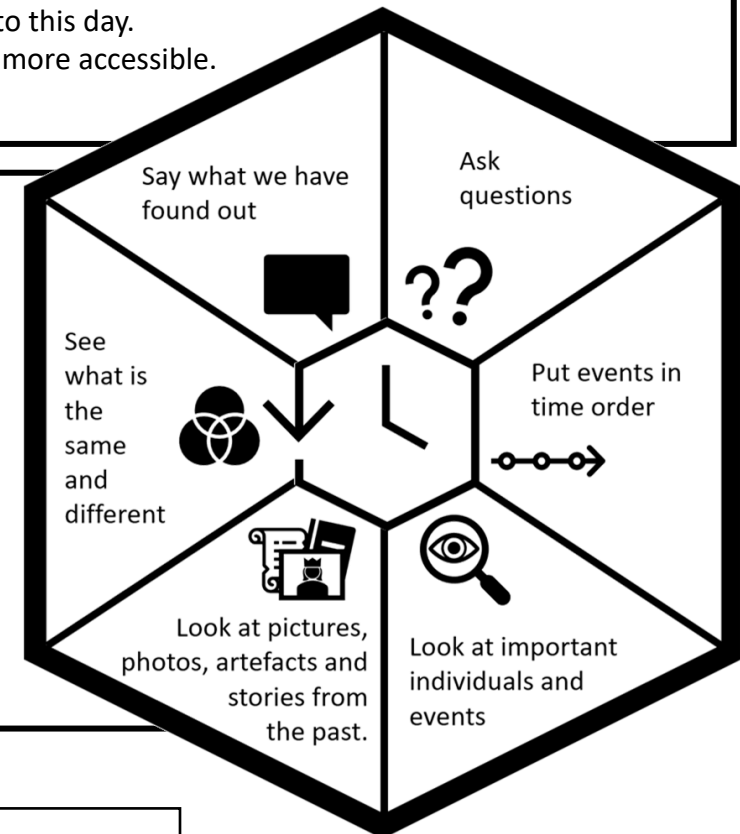 to this day.
more accessible.
Say what we have
found out
Ask
questions
??
Put events in
time order
Look at important
individuals and
events
Look at pictures,
photos, artefacts and
stories from
the past.
See
what is
the
same
and
different